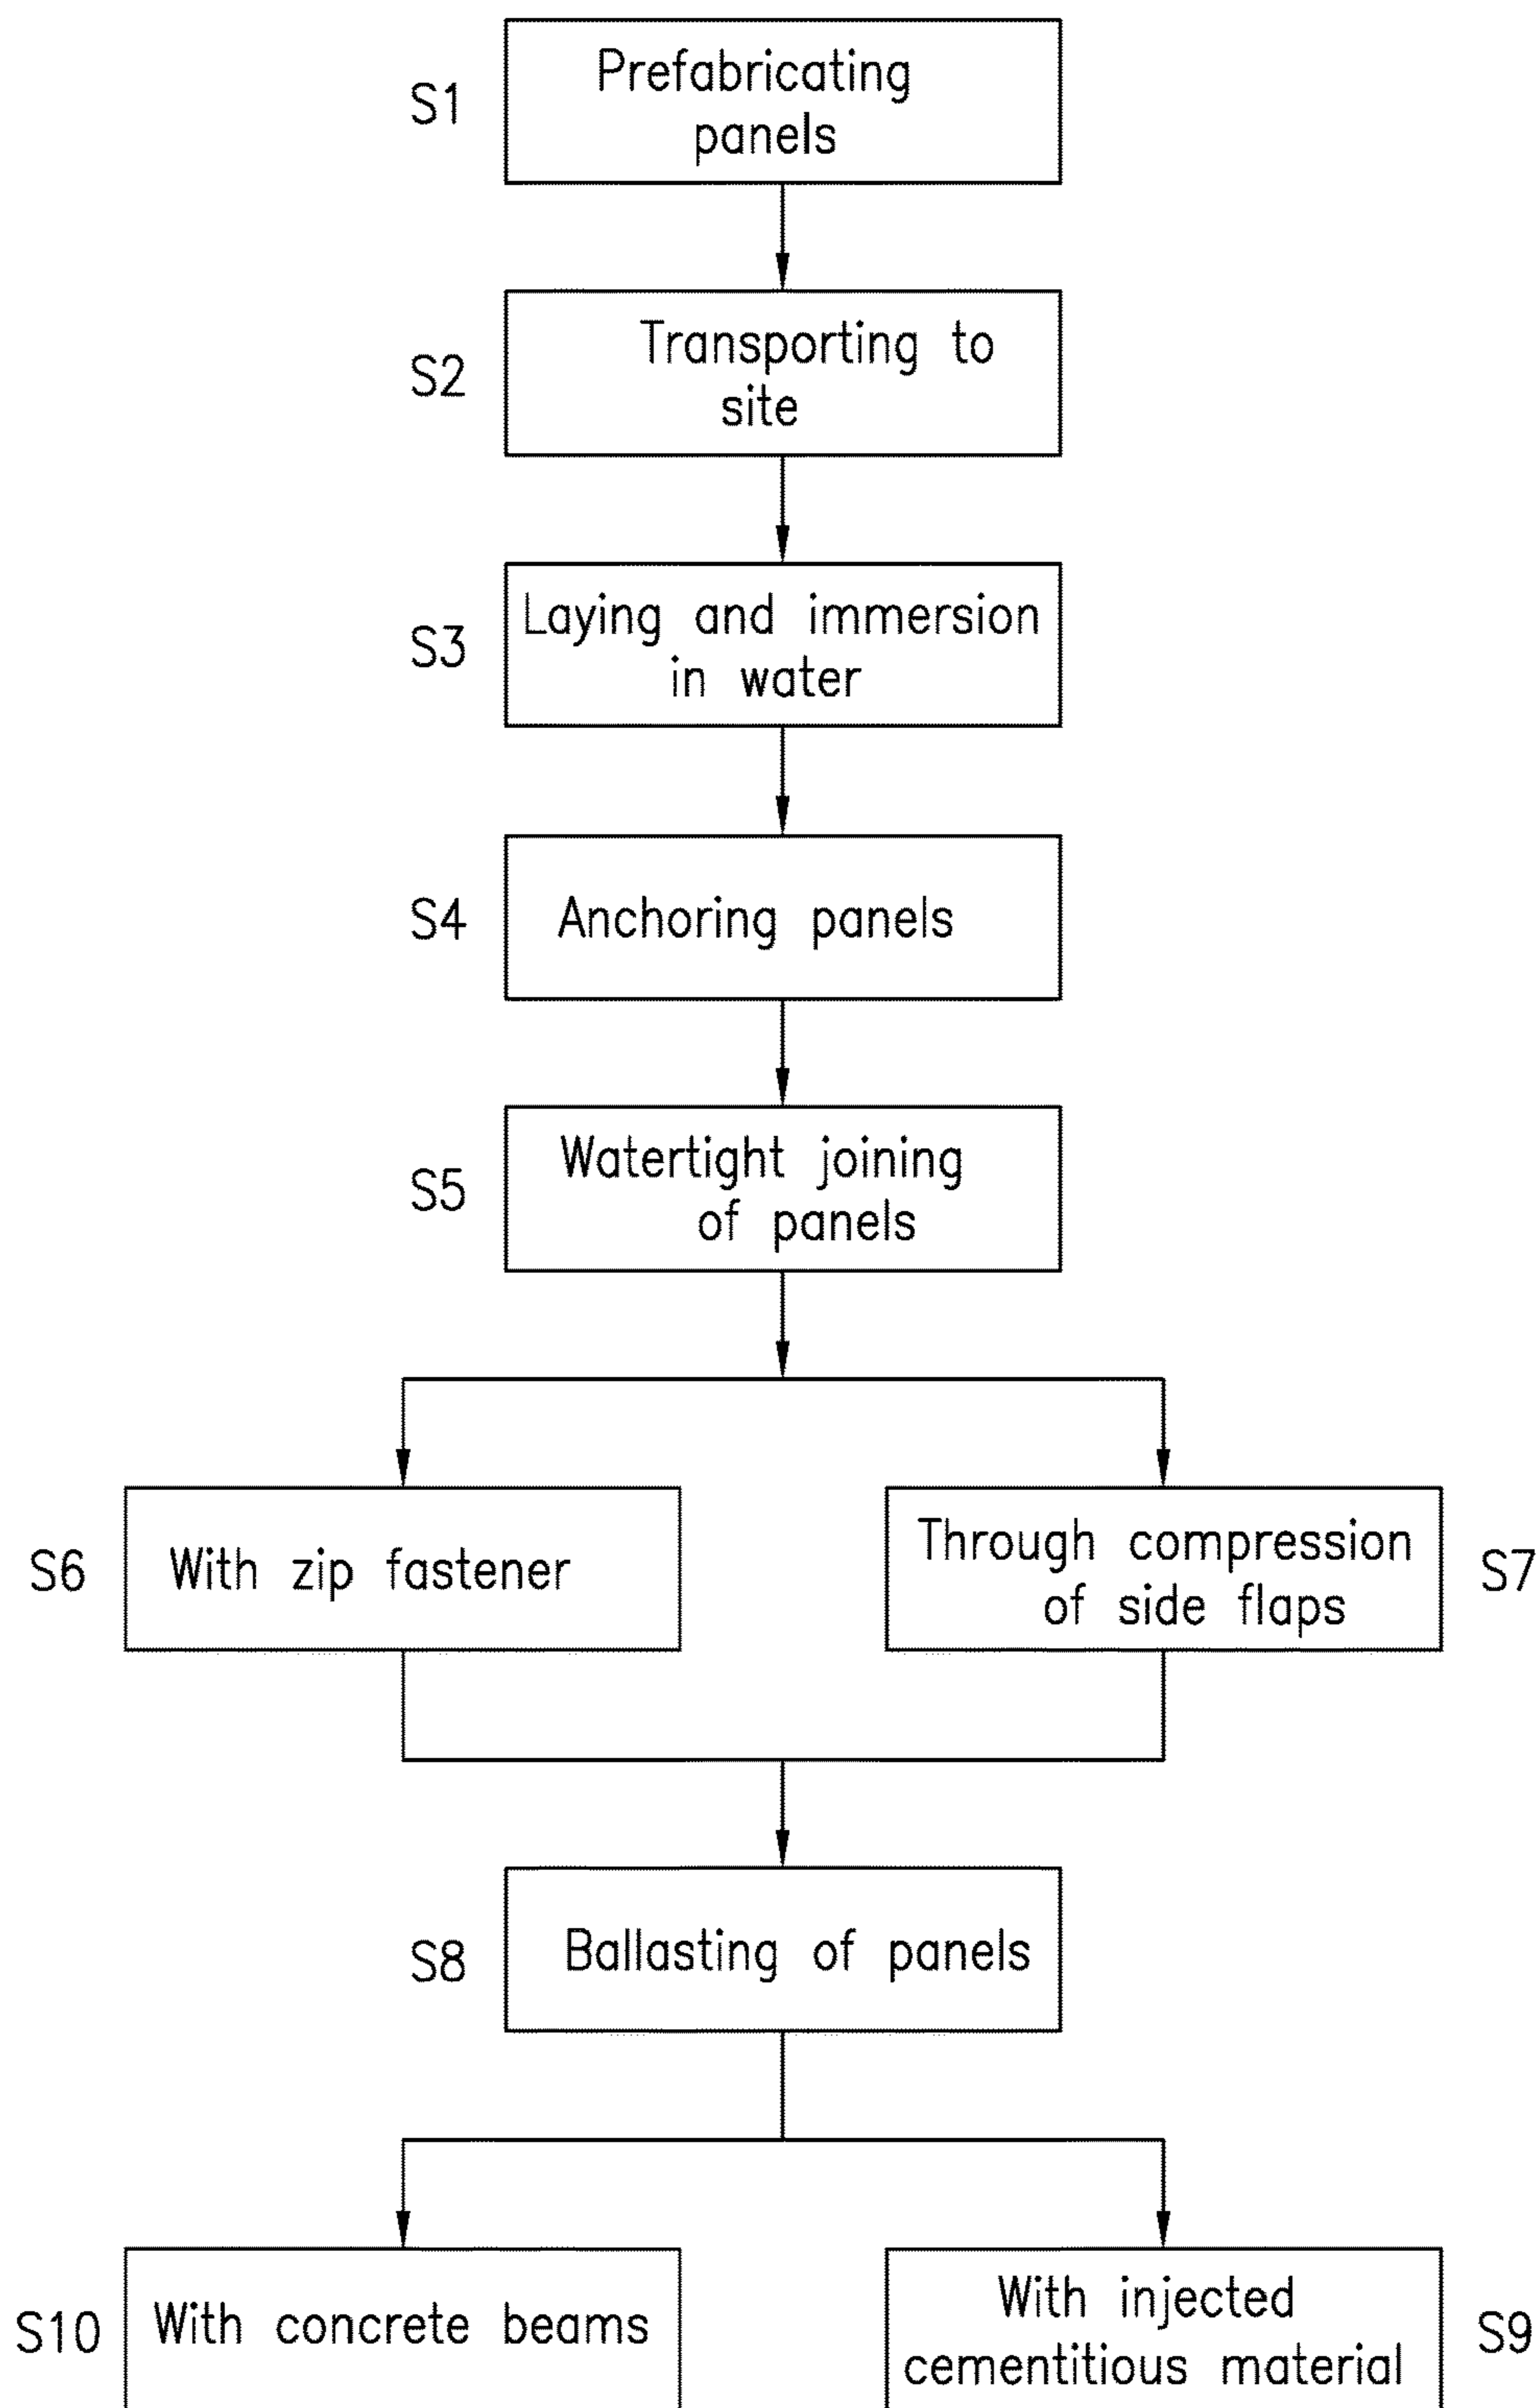 S1
Prefabricating
panels
S2
Transporting to
site
S3
Laying and immersion
in water
S4
Anchoring panels
S5
Watertight joining
of panels
S6
With zip fastener
Through compression
of side flaps
S7
S8
Ballasting of panels
S10
With concrete beams
With injected
cementitious material
S9